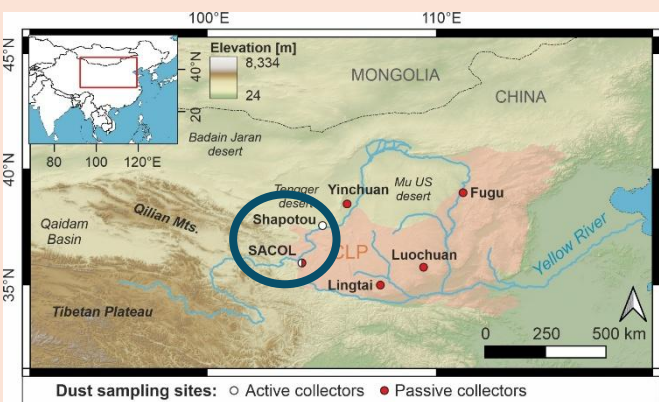 100°E
110°E
45°N
40°N
35°N
Elevation [m]
8,334
24
40°N
20
80
100
120°E
MONGOLIA
CHINA
Badain Jaran
desert
Tengger
desert
Yinchuan
Mu US
desert
Fugu
Qilian Mts.
Shapotou
Qaidam
Basin
SACOL
CLP
Luochuan
Yellow River
Lingtai
Tibetan Plateau
0
250
500 km
Dust sampling sites: Active collectors Passive collectors